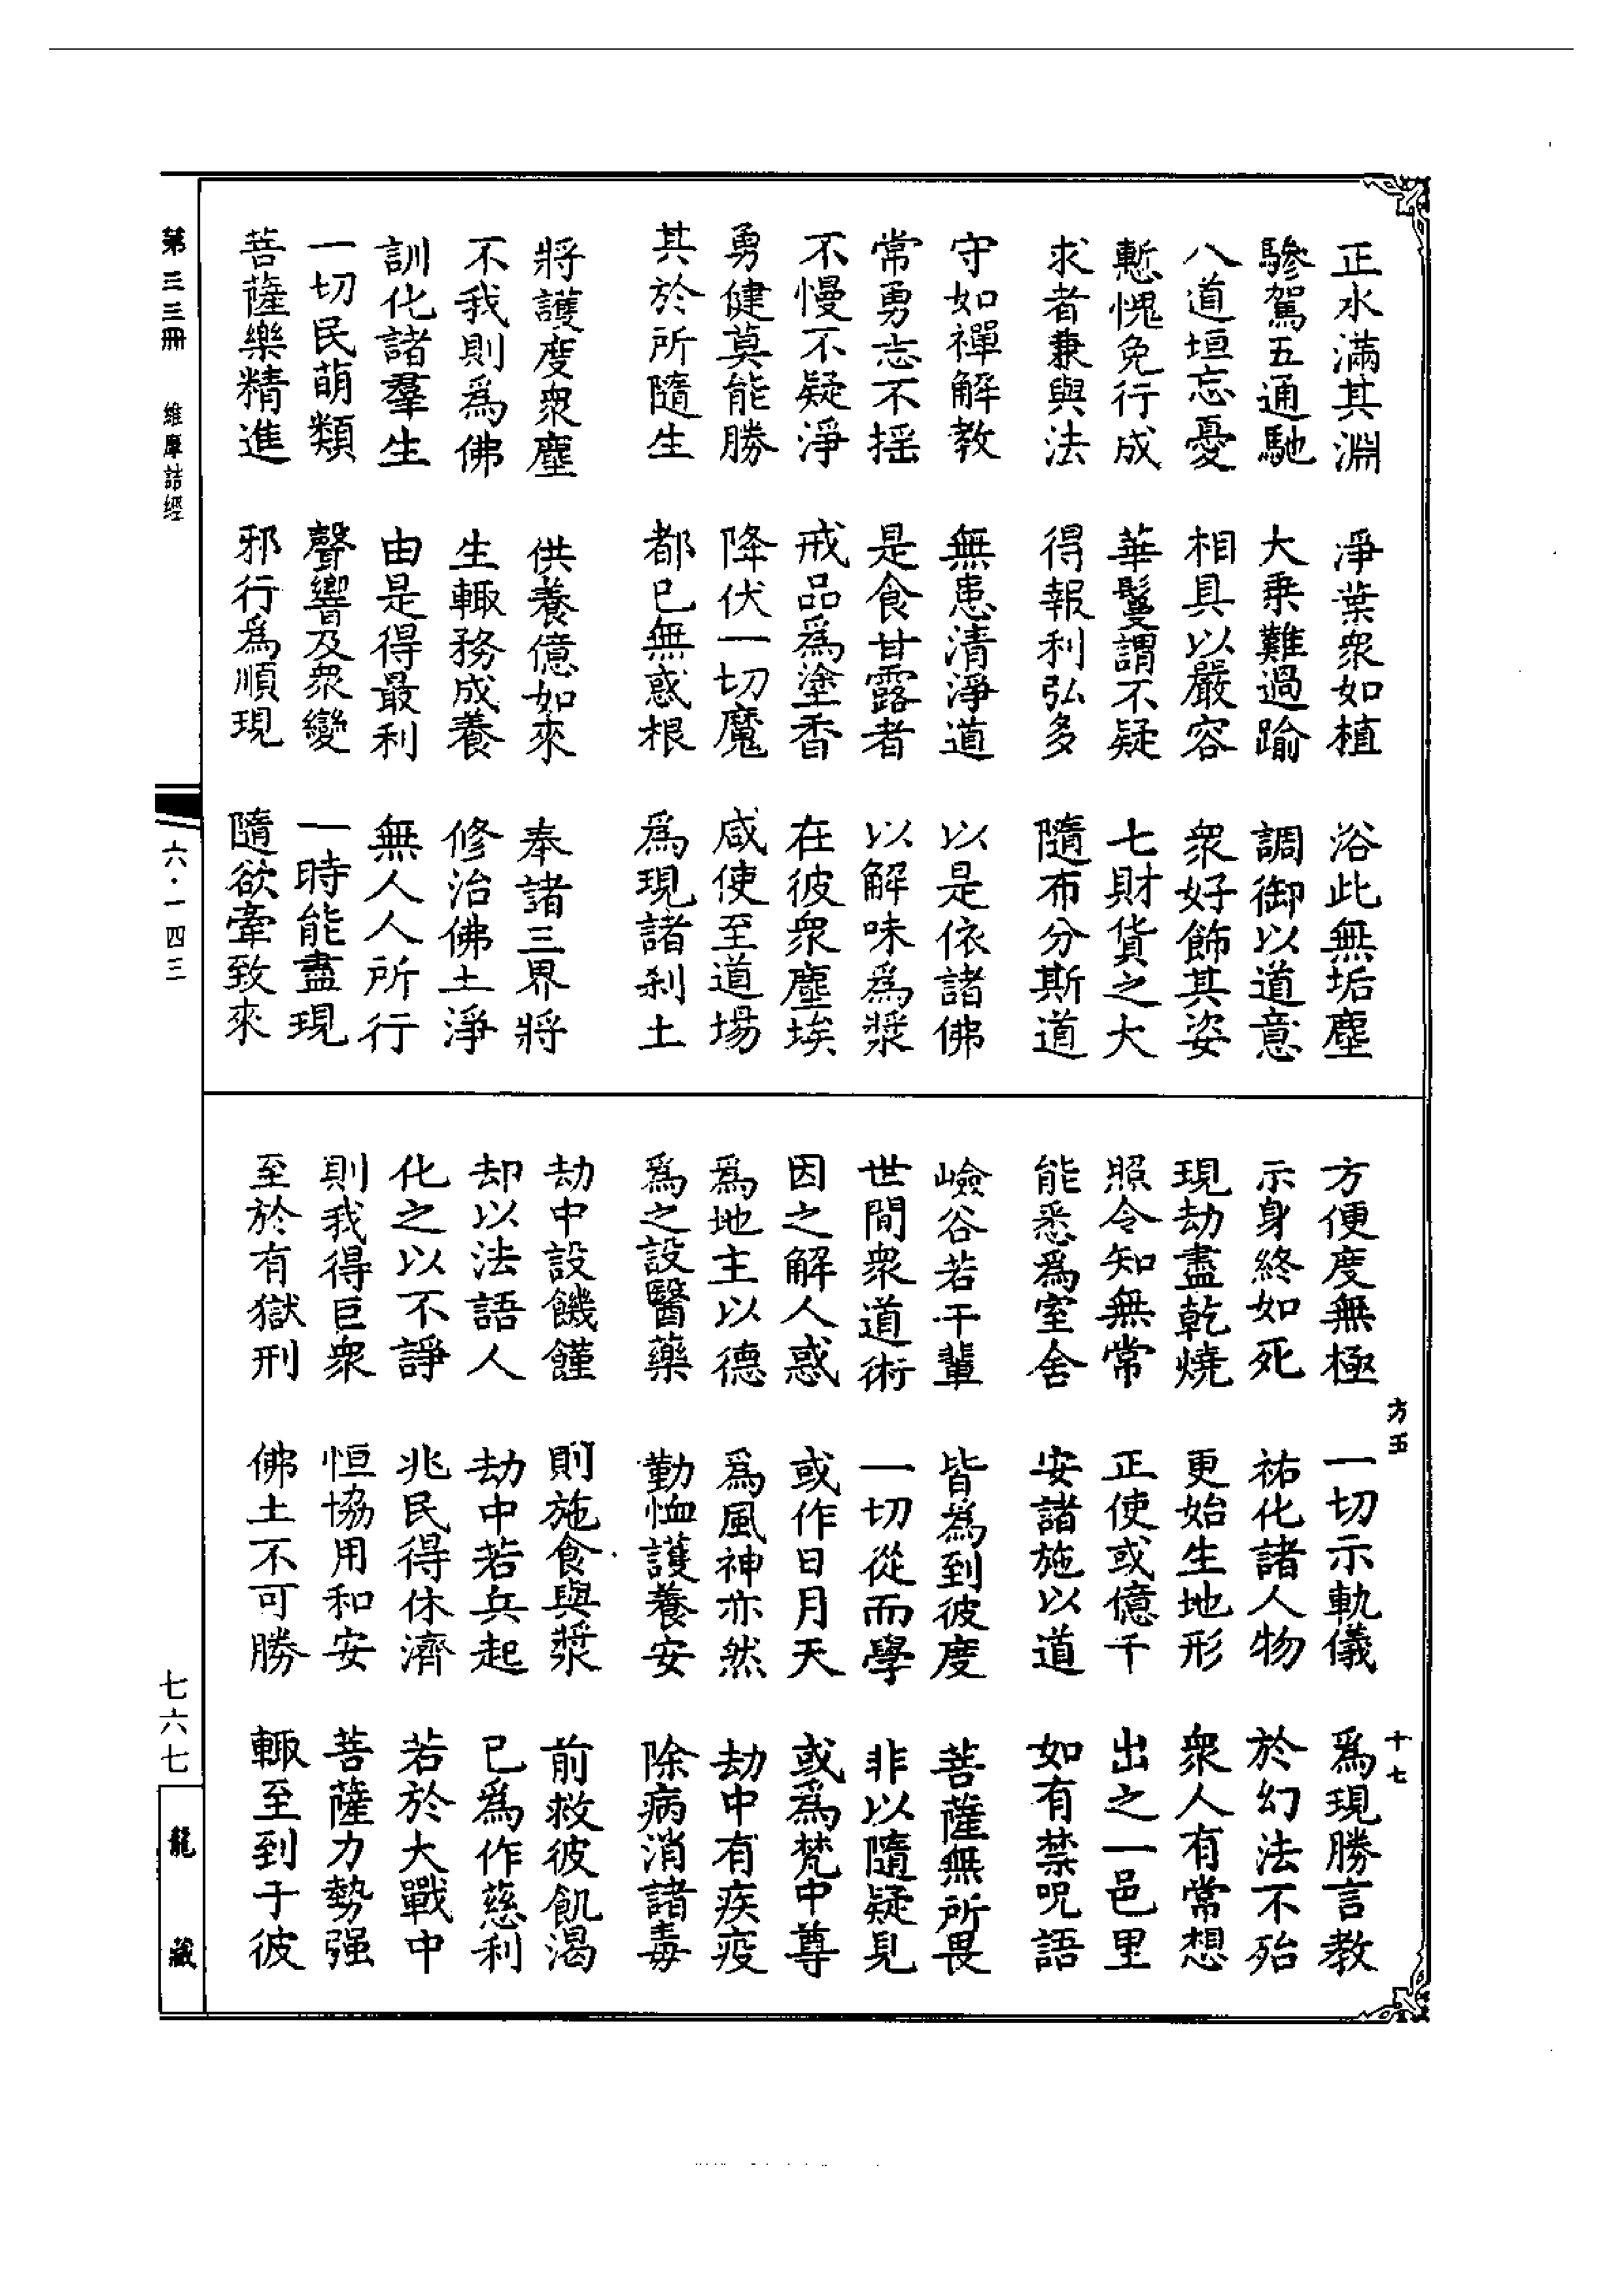 正水滿其淵　淨葉衆如植　浴此無垢塵
驂駕五通馳　大乗難過踰　調御以道意
八道垣忘憂　相具以嚴容　衆好飾其姿
慙愧免行成　華鬘謂不疑　七財貨之大
求者兼與法　得報利弘多　隨布分斯道
守如禪解教　無患清淨道　以是依諸佛
常勇志不揺　是食甘露者　以解味爲漿
不慢不疑淨　戒品爲塗香　在彼衆塵埃
勇健莫能勝　降伏一切魔　咸使至道場
其於所隨生　都已無惑根　爲現諸刹土
將護度衆塵　供養億如來　奉諸三界將
不我則爲佛　生輙務成養　修治佛土淨
訓化諸羣生　由是得最利　無人人所行
一切民萌類　聲響及衆變　一時能盡現
菩薩樂精進　邪行爲順現　隨欲牽致來
方便度無極　一切示軌儀　爲現勝言教
示身終如死　祐化諸人物　於幻法不殆
現劫盡乾燒　更始生地形　衆人有常想
照令知無常　正使或億千　出之一邑里
能悉爲室舍　安諸施以道　如有禁呪語
嶮谷若干輩　皆爲到彼度　菩薩無所畏
世間衆道術　一切從而學　非以隨疑見
因之解人惑　或作日月天　或爲梵中尊
爲地主以德　爲風神亦然　劫中有疾疫
爲之設醫藥　勤恤護養安　除病消諸毒
劫中設饑饉　則施食與漿　前救彼飢渴
却以法語人　劫中若兵起　已爲作慈利
化之以不諍　兆民得休濟　若於大戰中
則我得巨衆　恒協用和安　菩薩力勢强
至於有獄刑　佛土不可勝　輙至到于彼
方五　十七
第三三冊　維摩詰經
六·一四三
七六七
龍藏